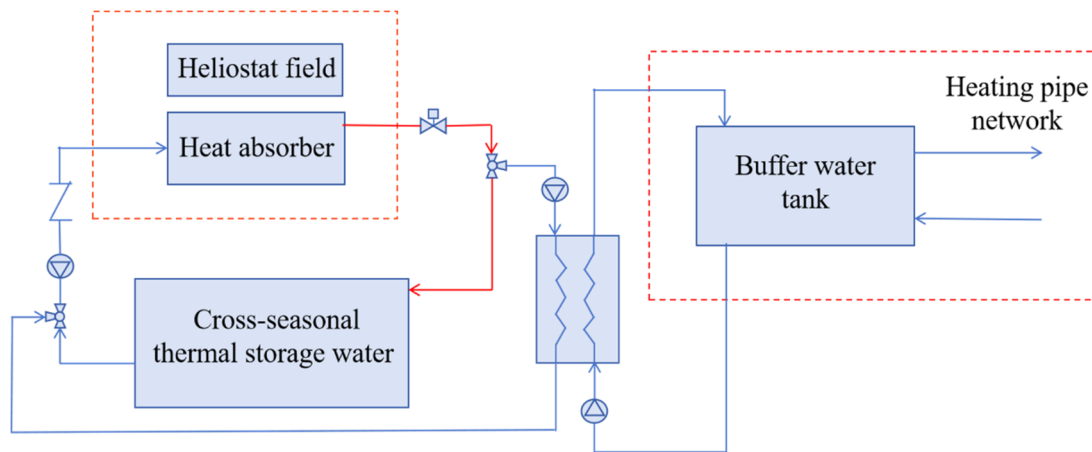 Heliostat field
Heat absorber
Cross-seasonal
thermal storage water
Buffer water
tank
Heating pipe
network